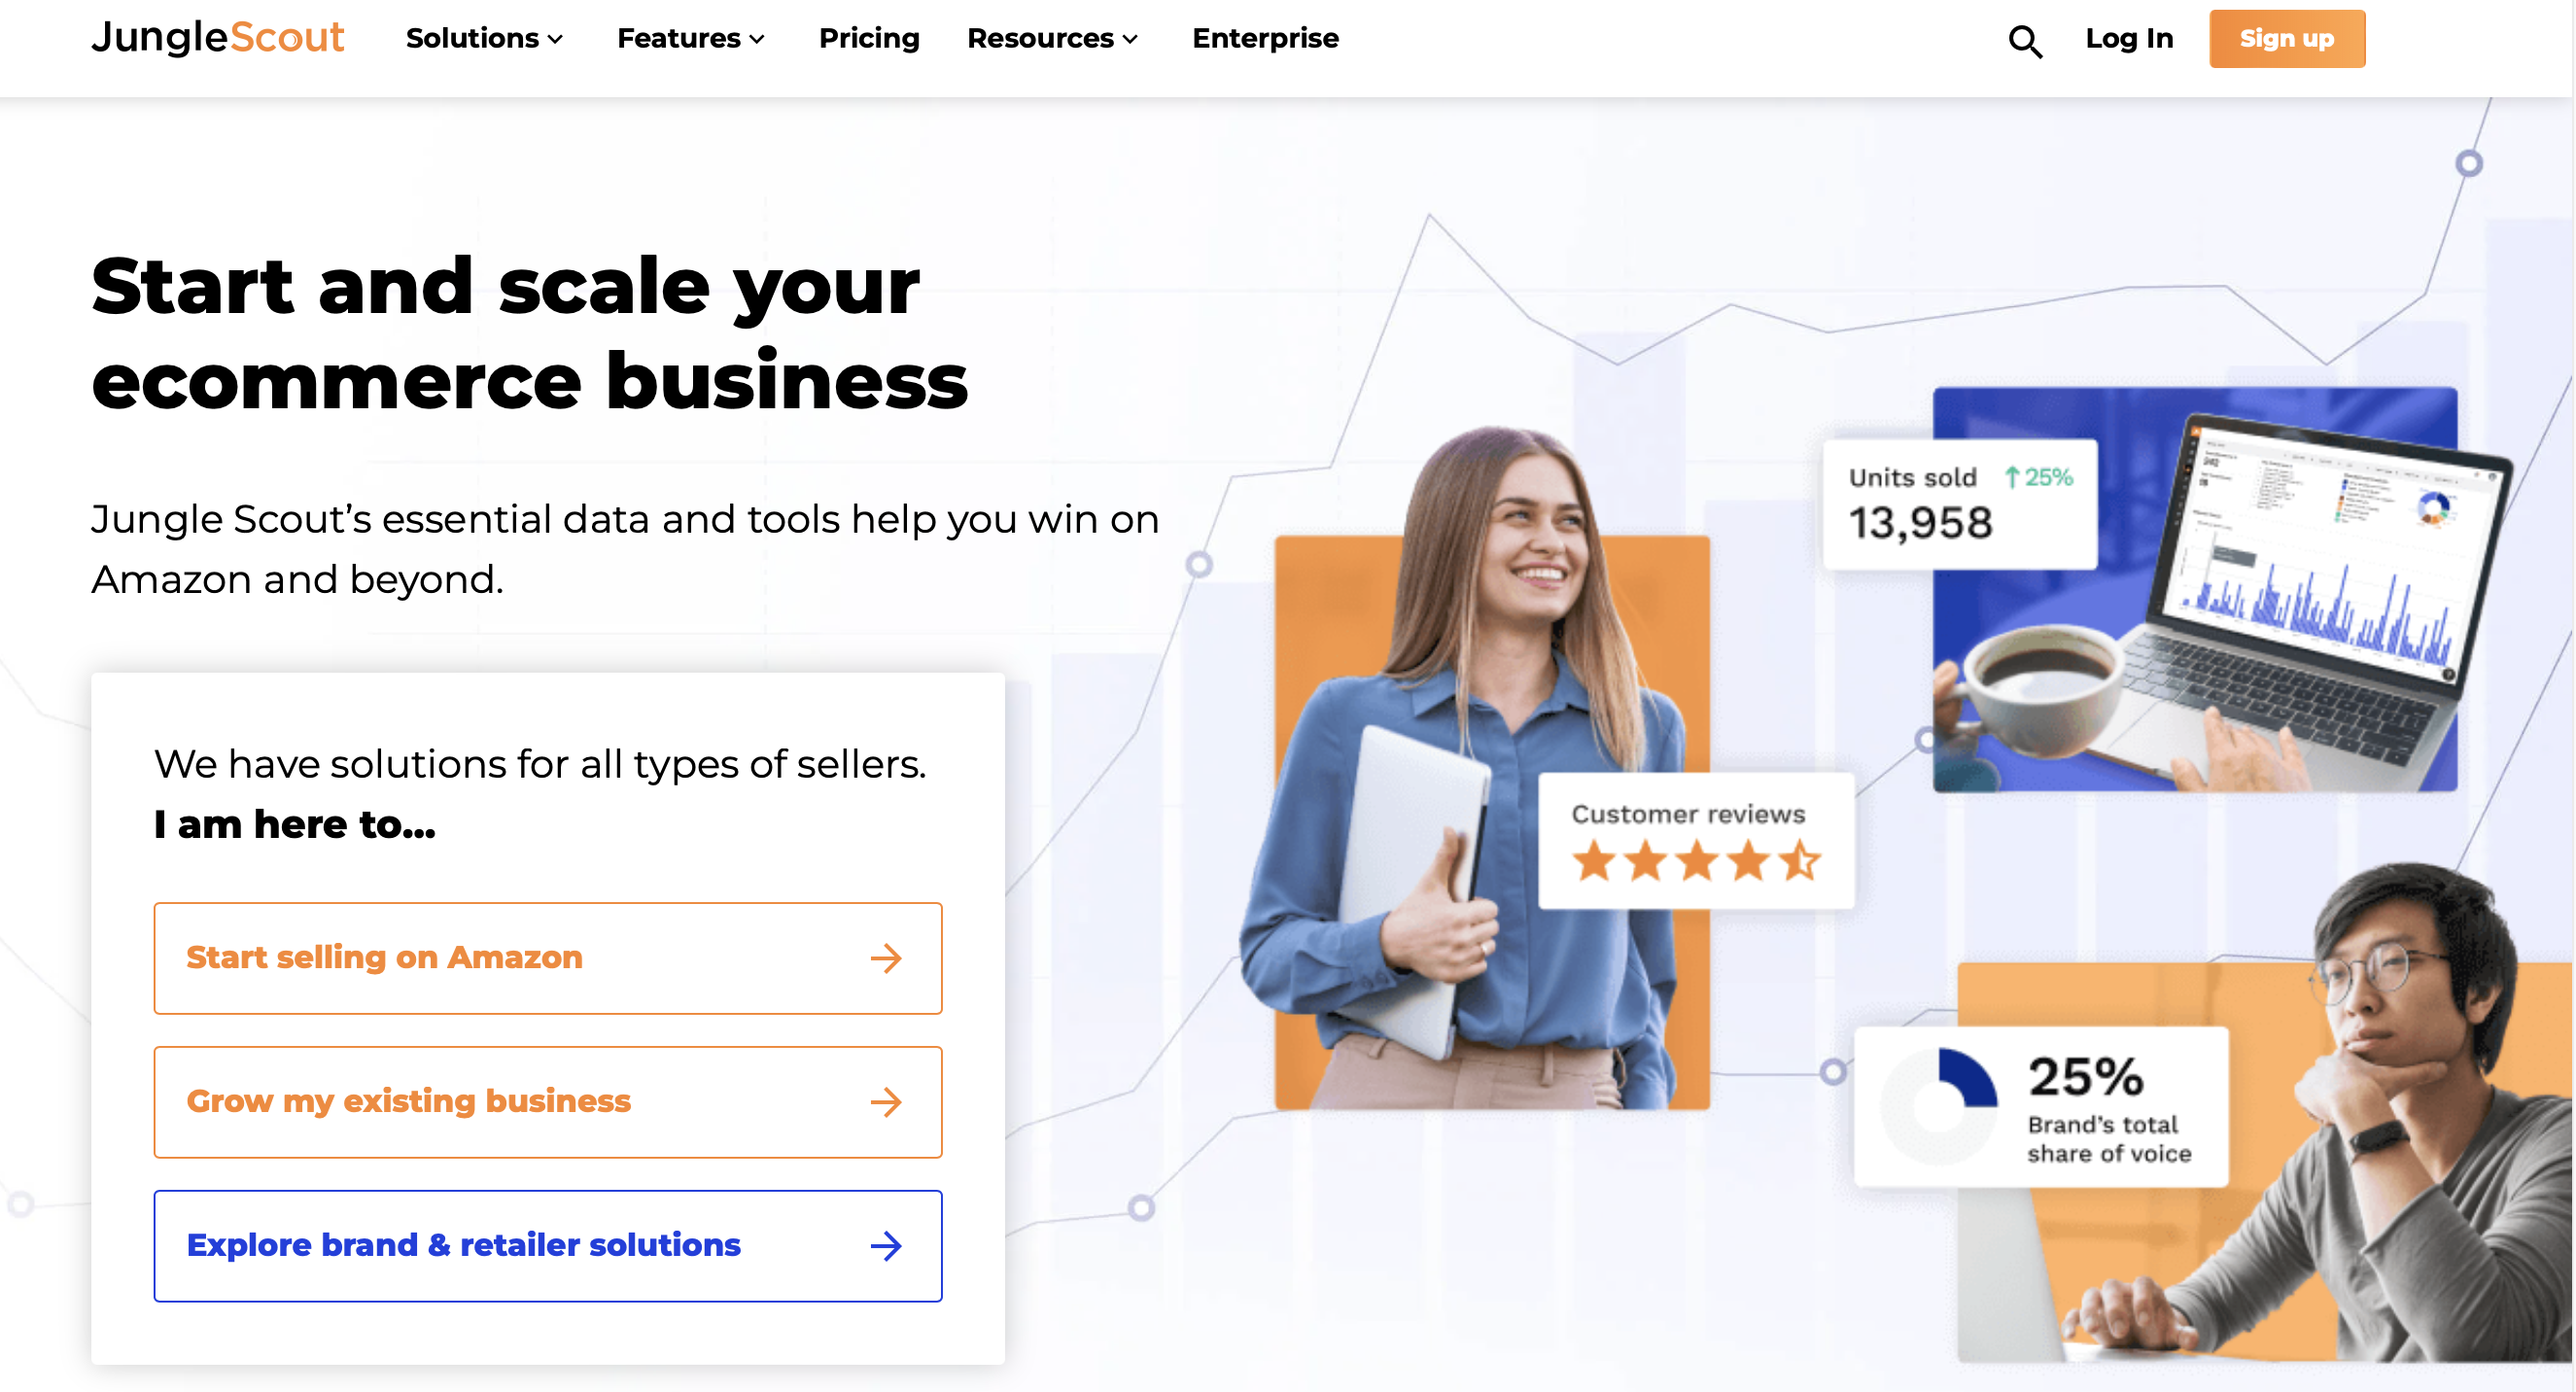 JungleScout
Solutions
Features
Pricing
Resources
Enterprise
Log In
Sign up
Start and scale your
ecommerce business
Jungle Scout’s essential data and tools help you win on
Amazon and beyond.
We have solutions for all types of sellers.
I am here to...
Start selling on Amazon
Grow my existing business
Explore brand & retailer solutions
Units sold ↑25%
13,958
Customer reviews
25%
Brand’s total
share of voice